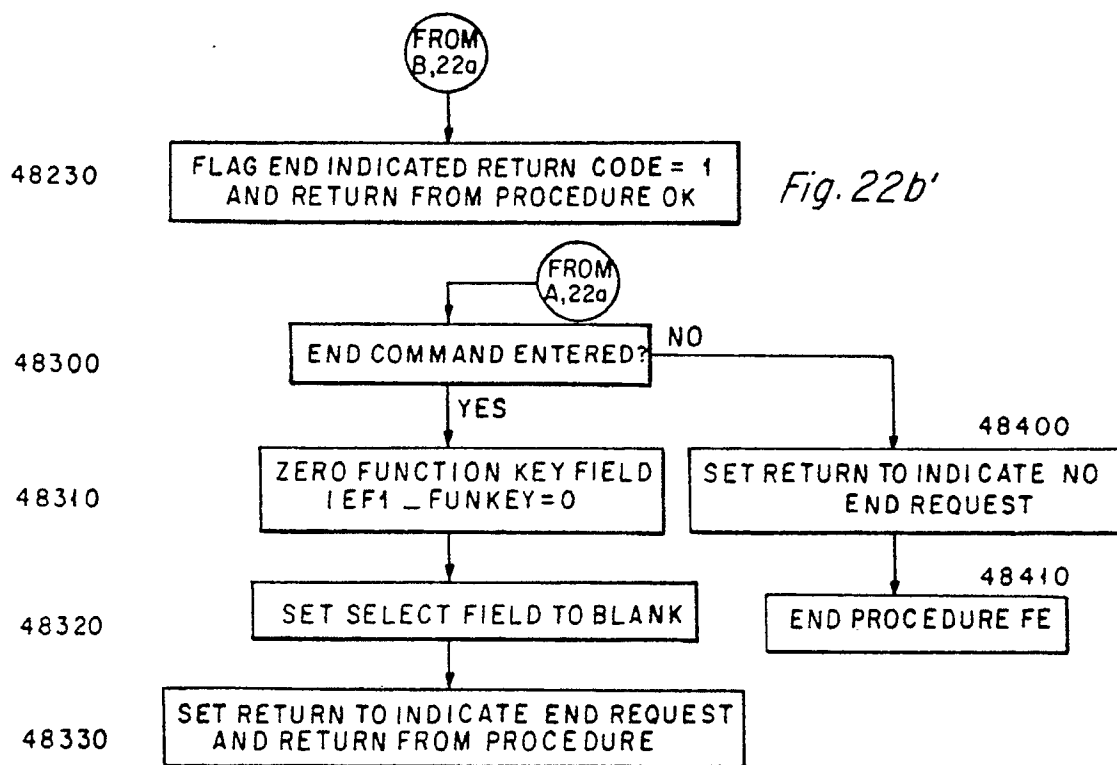 FROM
B,22a
48230
FLAG END INDICATED RETURN CODE = 1
AND RETURN FROM PROCEDURE OK
Fig. 22b'
FROM
A,22a
48300
END COMMAND ENTERED?
NO
YES
48310
ZERO FUNCTION KEY FIELD
IEF1_FUNKEY=0
48400
SET RETURN TO INDICATE NO
END REQUEST
48320
SET SELECT FIELD TO BLANK
48410
END PROCEDURE FE
48330
SET RETURN TO INDICATE END REQUEST
AND RETURN FROM PROCEDURE